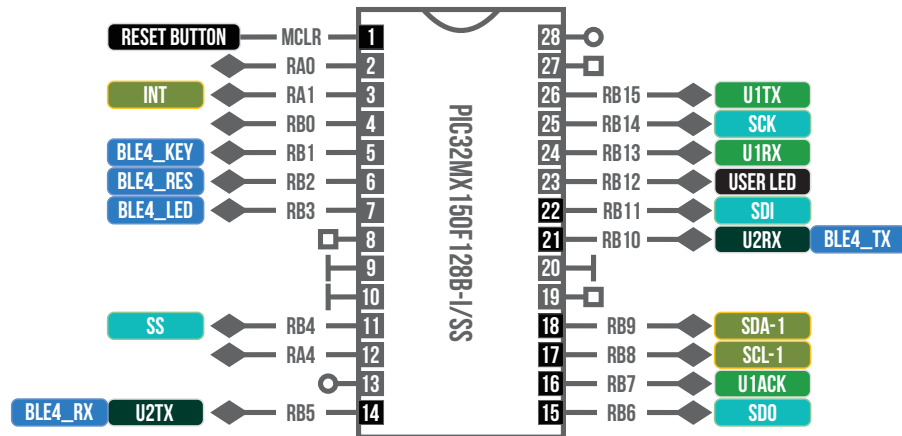 RESET BUTTON MCLR 1 28
RA0 2 27
INT RA1 3 26 RB15 U1TX
RB0 4 25 RB14 SCK
BLE4_KEY RB1 5 24 RB13 U1RX
BLE4_RES RB2 6 23 RB12 USER LED
BLE4_LED RB3 7 22 RB11 SDI
8 21 RB10 U2RX BLE4_TX
9 20
10 19
SS RB4 11 18 RB9 SDA-1
RA4 12 17 RB8 SCL-1
13 16 RB7 U1ACK
BLE4_RX U2TX RB5 14 15 RB6 SDO
PIC32MX150F128B-I/SS